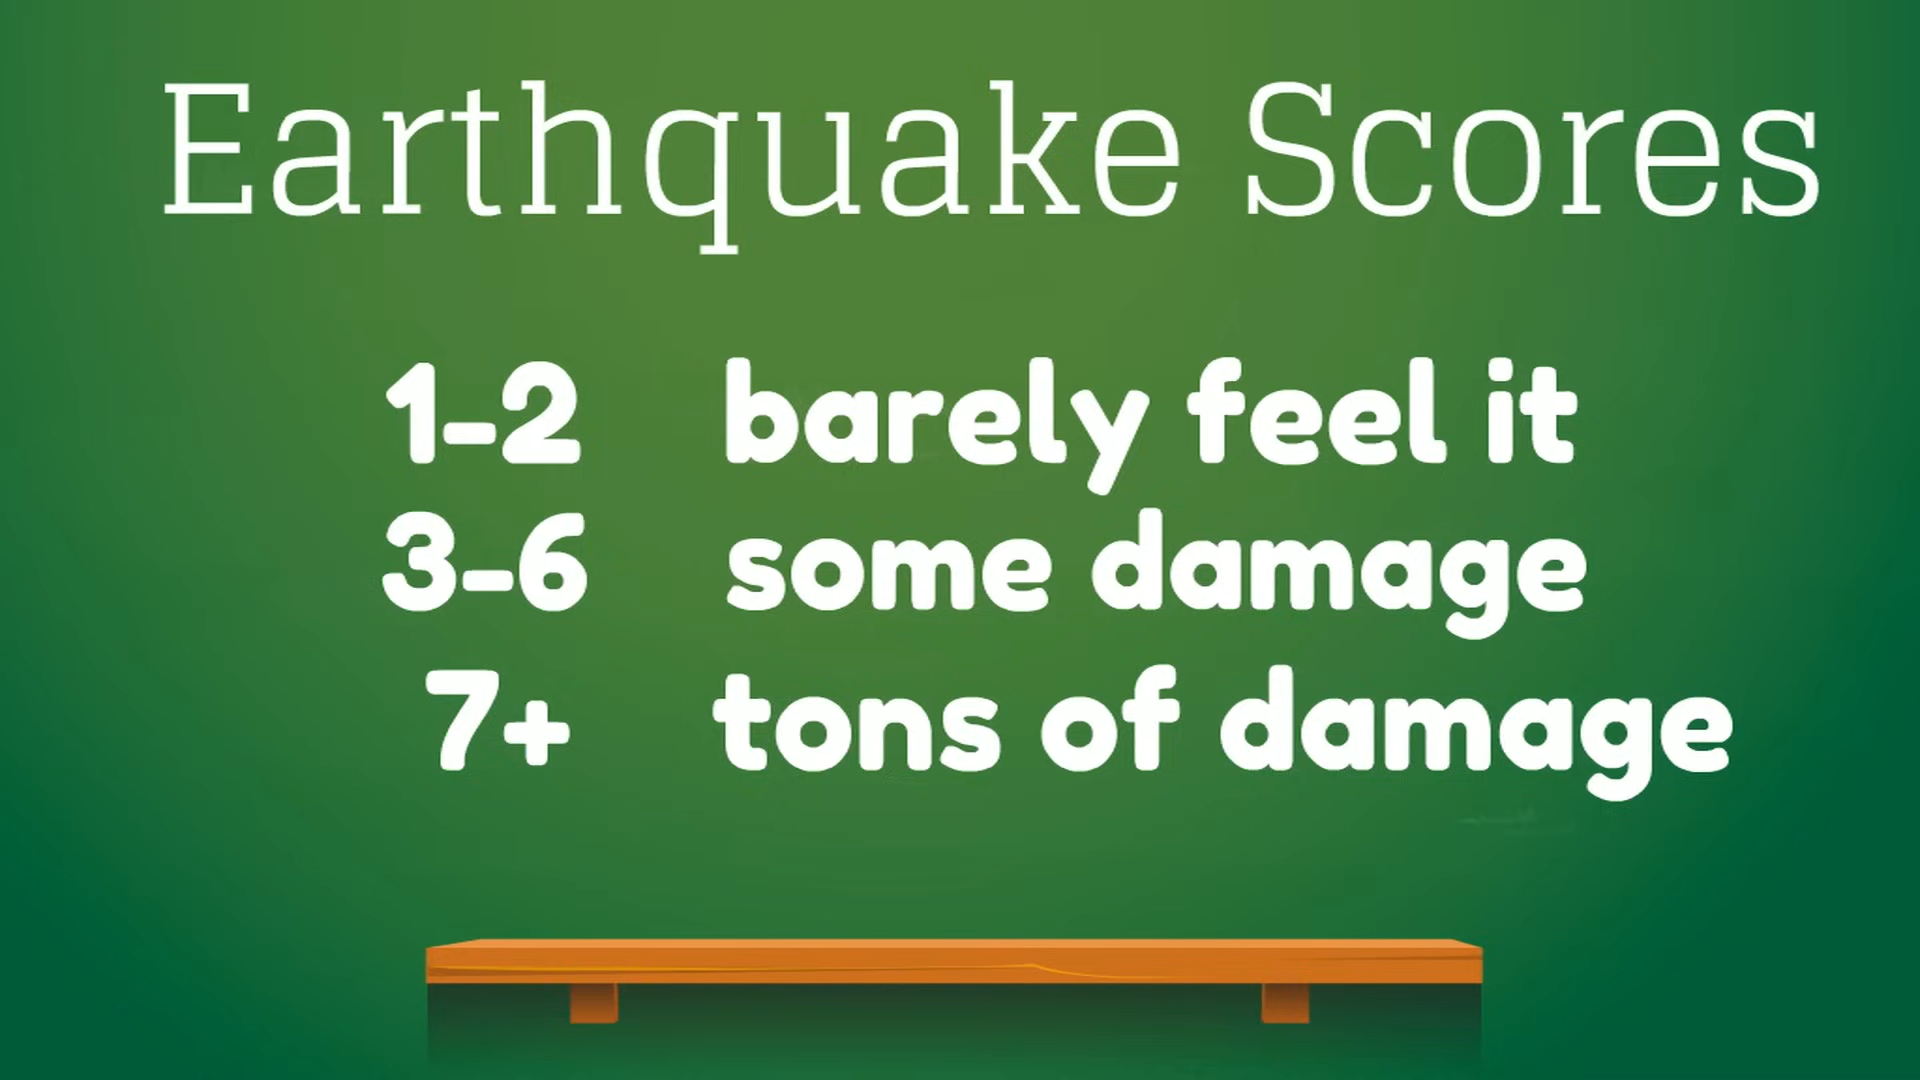 Earthquake Scores
1-2 barely feel it
3-6 some damage
7+ tons of damage